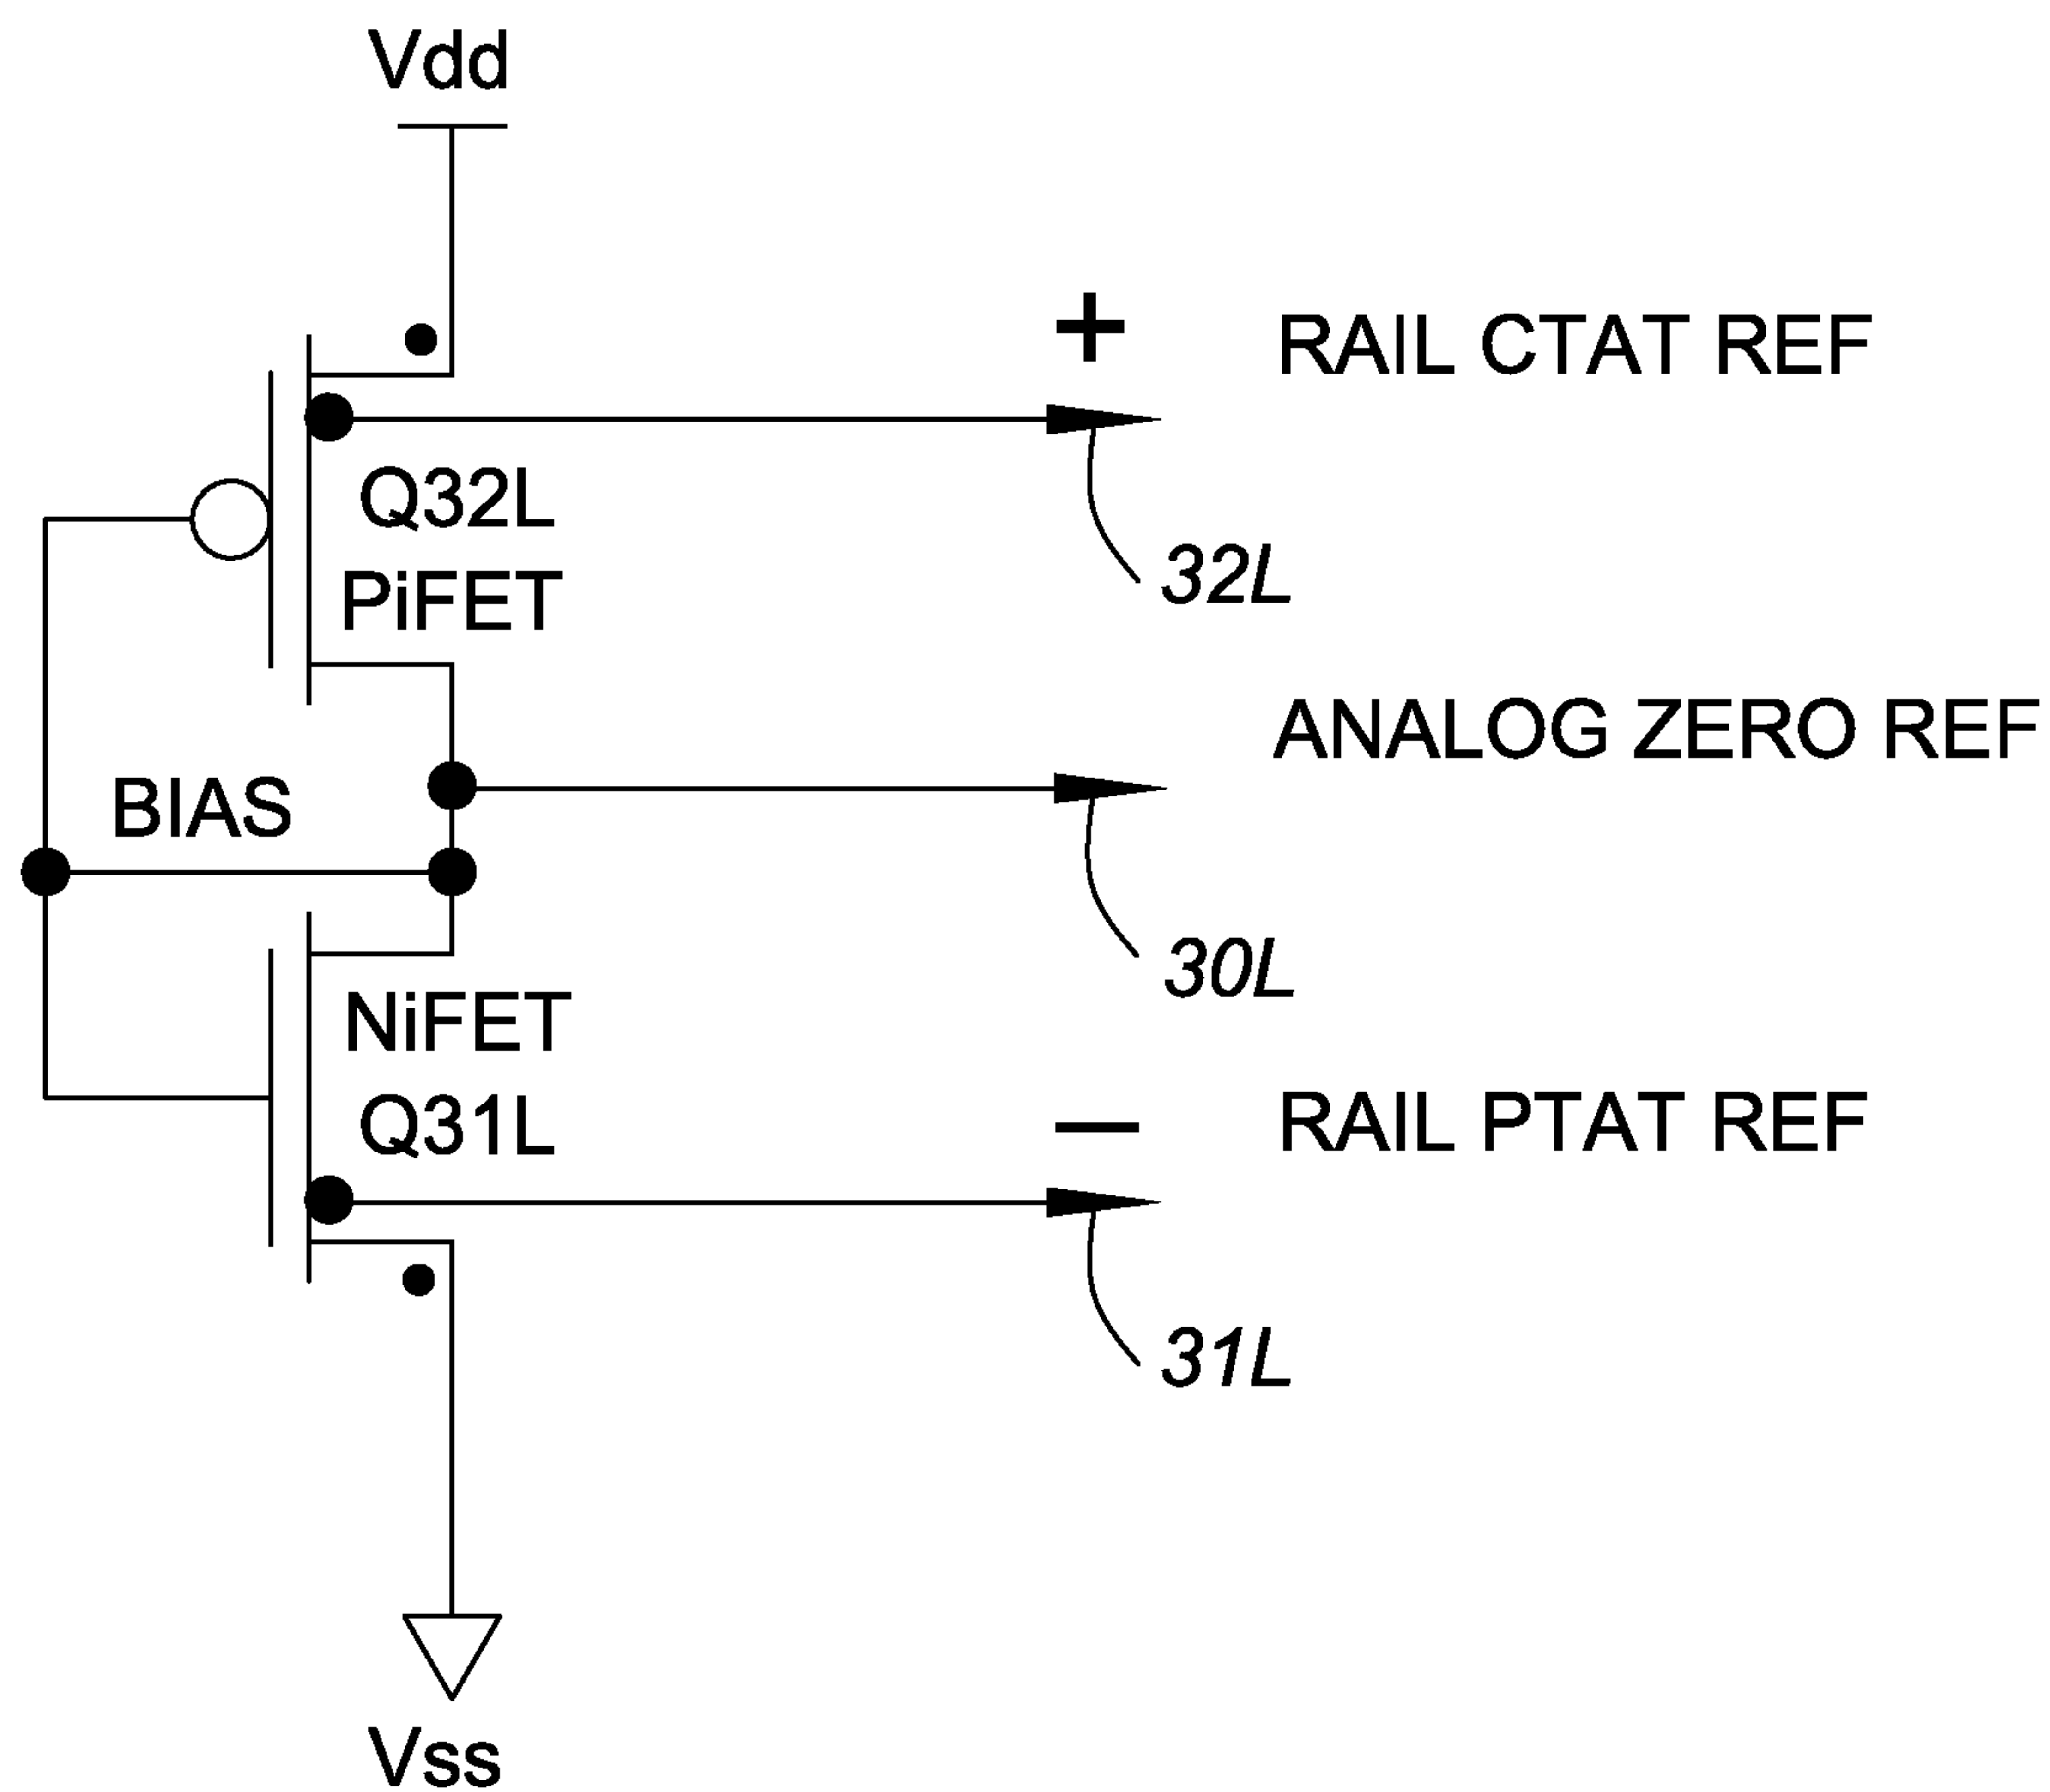 Vdd
+ RAIL CTAT REF
Q32L
PiFET
32L
ANALOG ZERO REF
BIAS
30L
NiFET
Q31L
− RAIL PTAT REF
31L
Vss